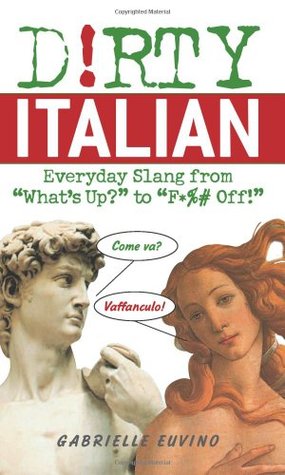 D!RTY
ITALIAN
Everyday Slang from
“What's Up?” to “F*%# Off!”
Come va?
Vaffanculo!
GABRIELLE EUVINO